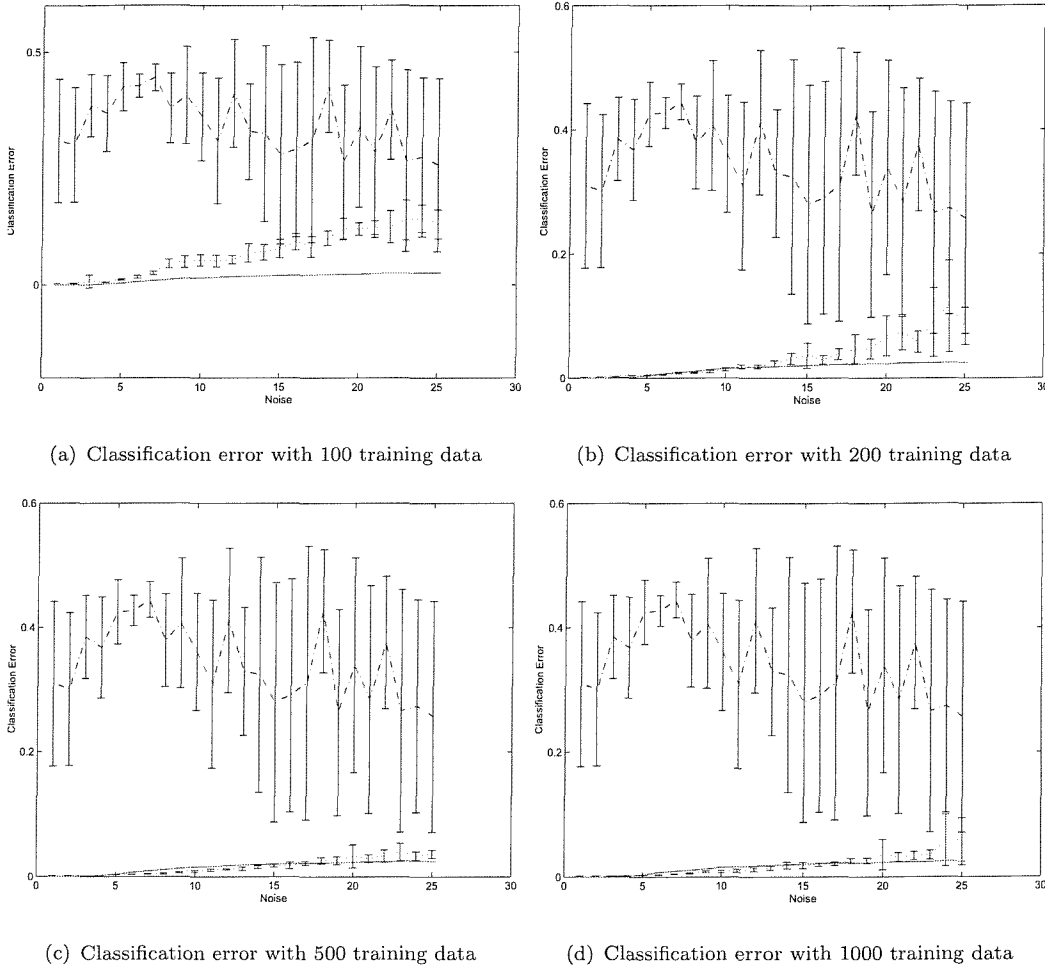 0.5
0
Classification Error
0 5 10 15 20 25 30
Noise
0.4
0.2
0
Classification Error
0 5 10 15 20 25 30
Noise
(a) Classification error with 100 training data
(b) Classification error with 200 training data
0.6
0.4
0.2
0
Classification Error
0 5 10 15 20 25 30
Noise
0.6
0.4
0.2
0
Classification Error
0 5 10 15 20 25 30
Noise
(c) Classification error with 500 training data
(d) Classification error with 1000 training data